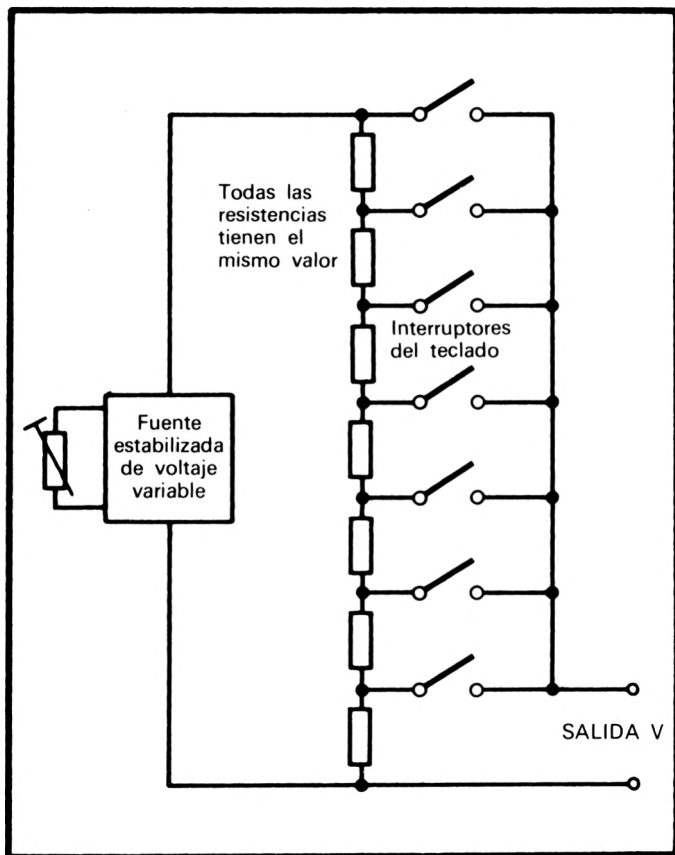 Todas las
resistencias
tienen el
mismo valor
Interruptores
del teclado
Fuente
estabilizada
de voltaje
variable
SALIDA V